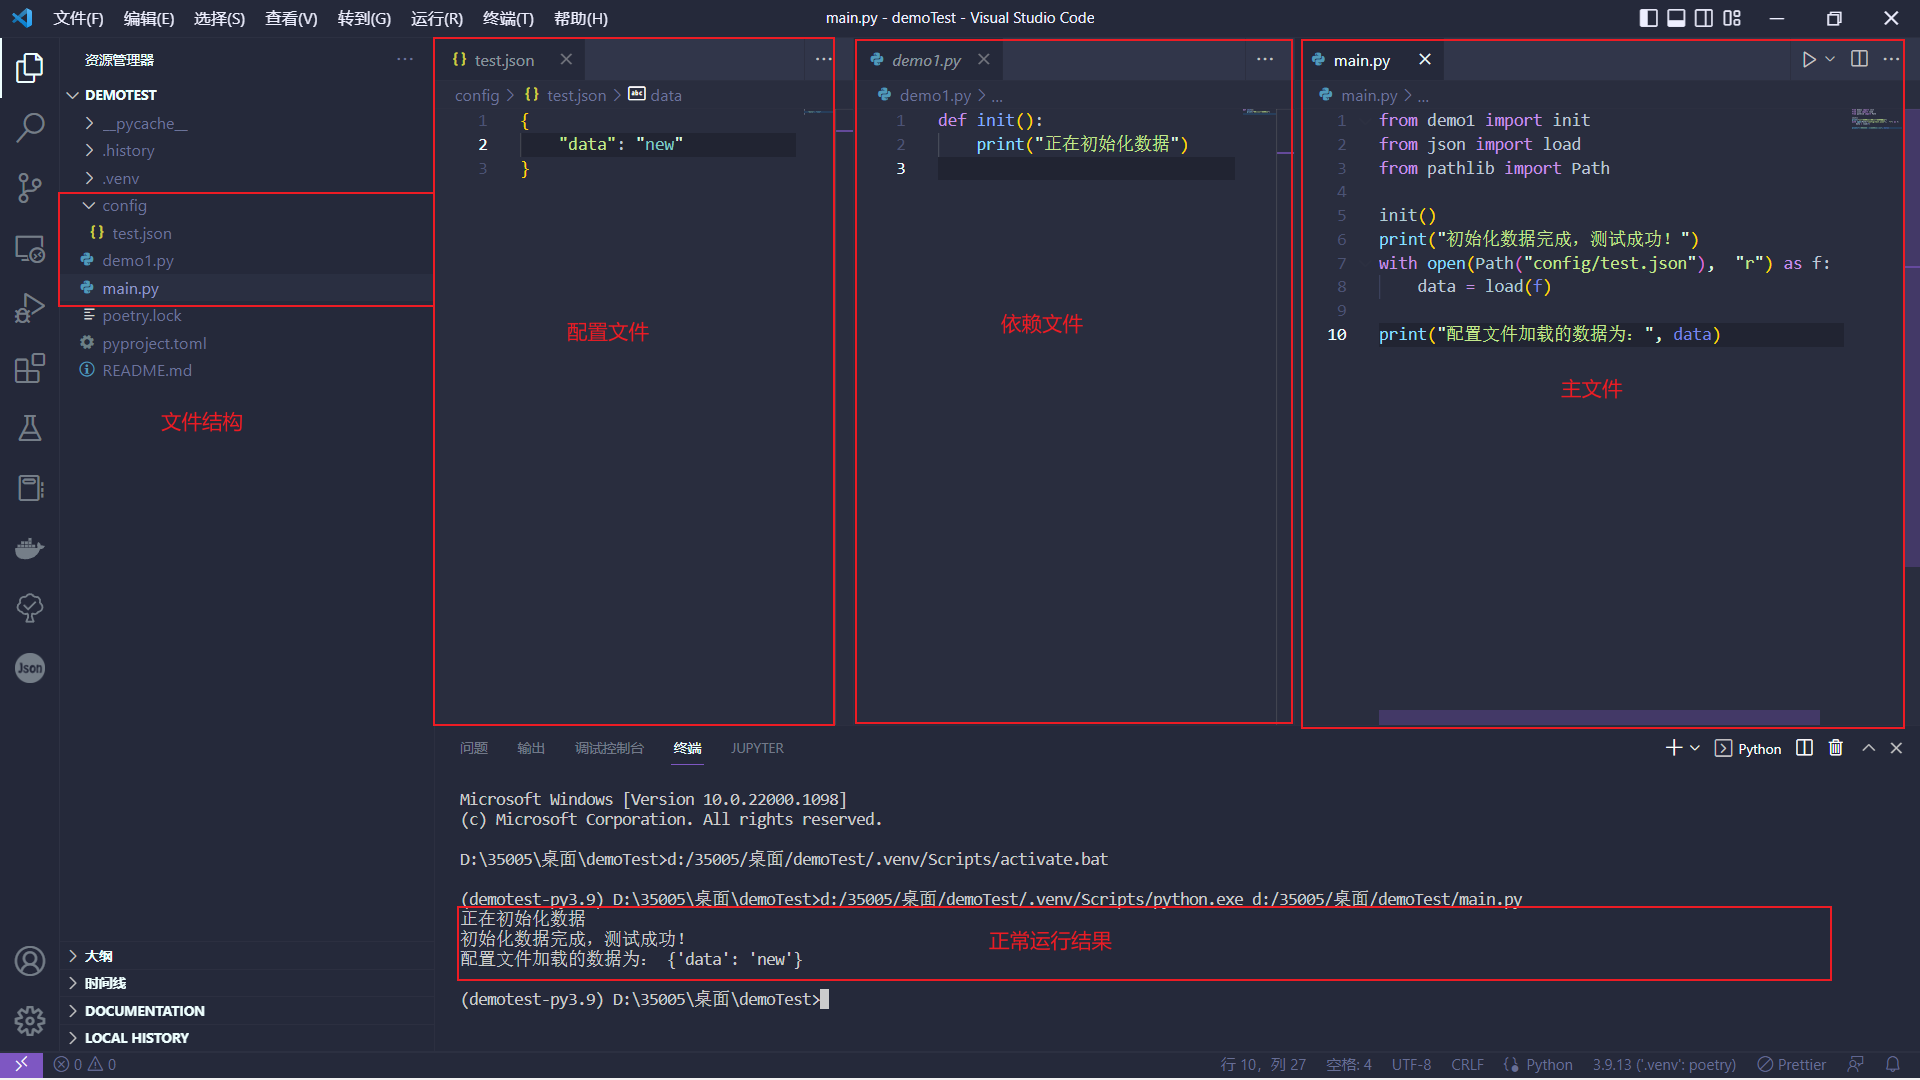 文件(F) 编辑(E) 选择(S) 查看(V) 转到(G) 运行(R) 终端(T) 帮助(H)
main.py - demoTest - Visual Studio Code
资源管理器
DEMOTEST
__pycache__
.history
.venv
config
test.json
demo1.py
main.py
poetry.lock
pyproject.toml
README.md
文件结构
大纲
时间线
DOCUMENTATION
LOCAL HISTORY
Json
test.json
config > test.json > data
1 {
2 "data": "new"
3 }
配置文件
demo1.py
demo1.py > ...
1 def init():
2 print("正在初始化数据")
3
依赖文件
main.py
main.py > ...
1 from demo1 import init
2 from json import load
3 from pathlib import Path
4
5 init()
6 print("初始化数据完成，测试成功！")
7 with open(Path("config/test.json"), "r") as f:
8 data = load(f)
9
10 print("配置文件加载的数据为：", data)
主文件
问题 输出 调试控制台 终端 JUPYTER
Python
Microsoft Windows [Version 10.0.22000.1098]
(c) Microsoft Corporation. All rights reserved.
D:\35005\桌面\demoTest>d:/35005/桌面/demoTest/.venv/Scripts/activate.bat
(demotest-py3.9) D:\35005\桌面\demoTest>d:/35005/桌面/demoTest/.venv/Scripts/python.exe d:/35005/桌面/demoTest/main.py
正在初始化数据
初始化数据完成，测试成功！
配置文件加载的数据为： {'data': 'new'}
正常运行结果
(demotest-py3.9) D:\35005\桌面\demoTest>
0 0
行 10，列 27 空格: 4 UTF-8 CRLF Python 3.9.13 ('.venv': poetry) Prettier